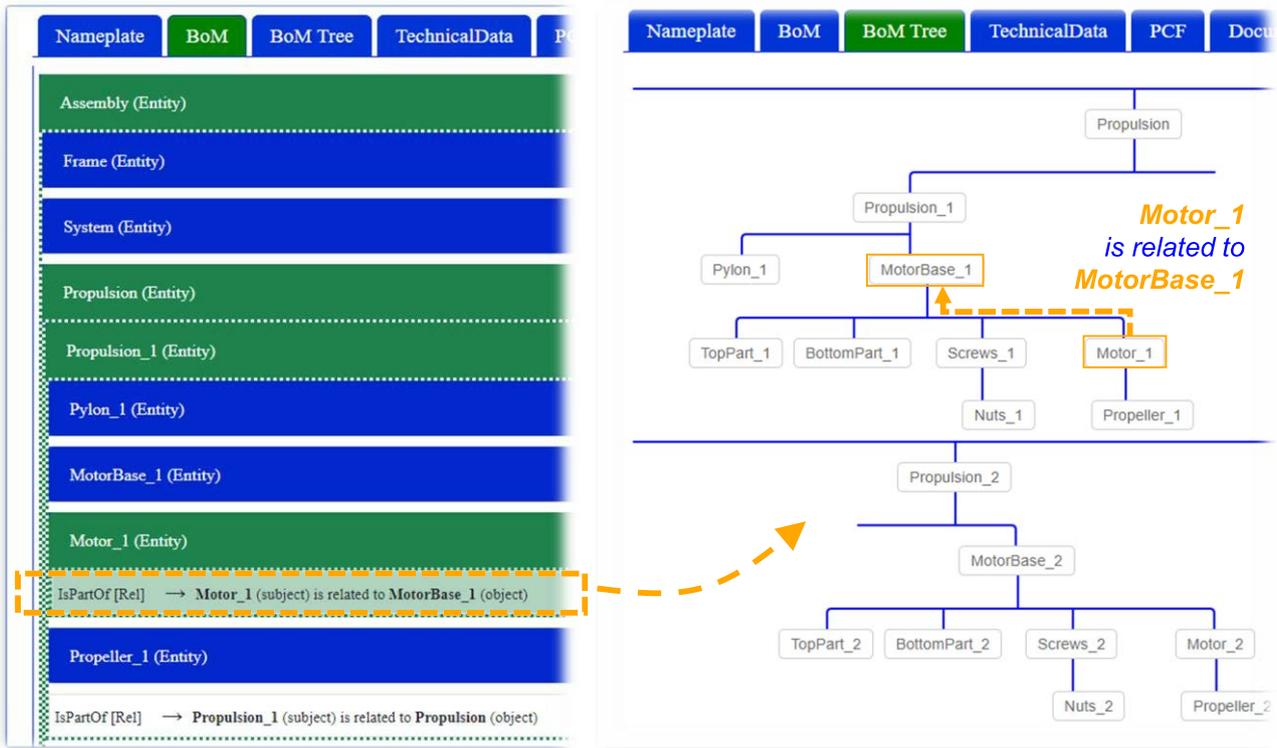 Nameplate
BoM
BoM Tree
TechnicalData
Assembly (Entity)
Frame (Entity)
System (Entity)
Propulsion (Entity)
Propulsion_1 (Entity)
Pylon_1 (Entity)
MotorBase_1 (Entity)
Motor_1 (Entity)
IsPartOf [Rel] → Motor_1 (subject) is related to MotorBase_1 (object)
Propeller_1 (Entity)
IsPartOf [Rel] → Propulsion_1 (subject) is related to Propulsion (object)
Nameplate
BoM
BoM Tree
TechnicalData
PCF
Docu
Propulsion
Propulsion_1
Motor_1
is related to
MotorBase_1
Pylon_1
MotorBase_1
TopPart_1
BottomPart_1
Screws_1
Motor_1
Nuts_1
Propeller_1
Propulsion_2
MotorBase_2
TopPart_2
BottomPart_2
Screws_2
Motor_2
Nuts_2
Propeller_2